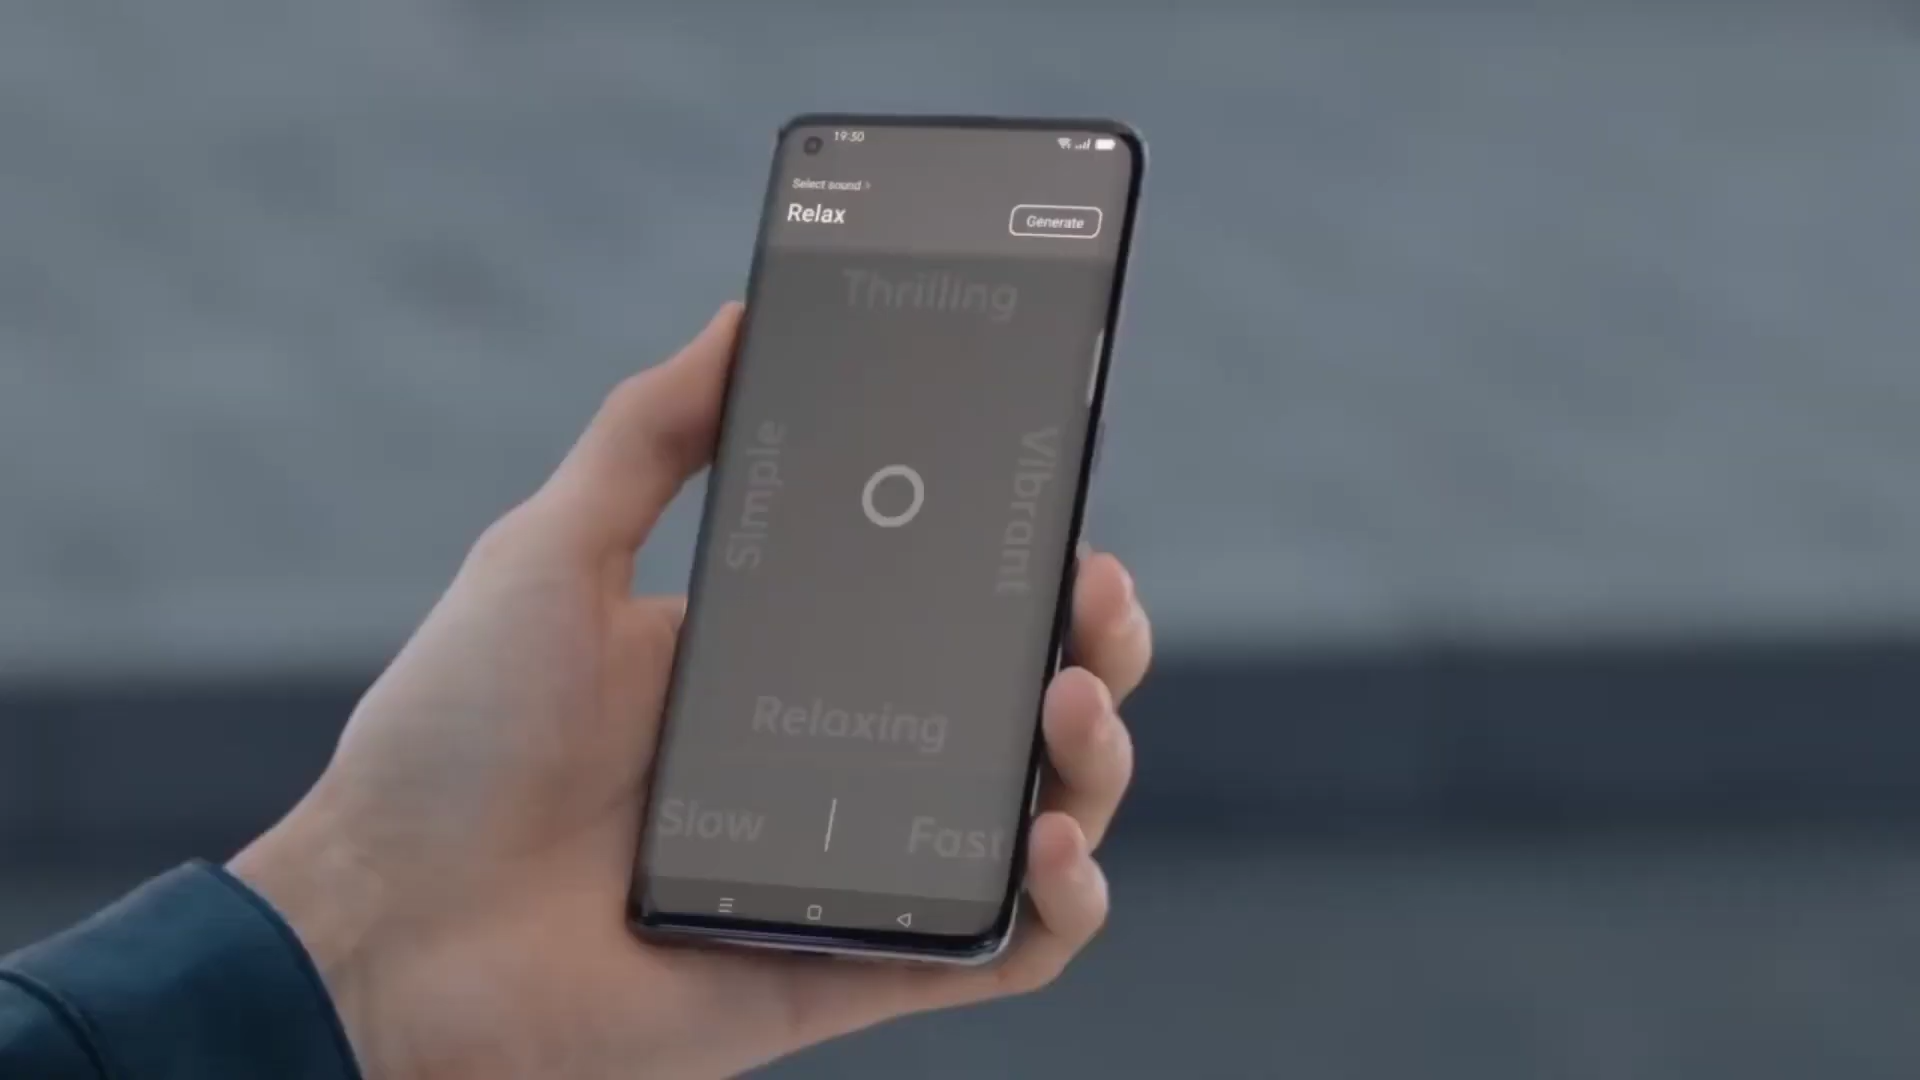 19:50
Select sound >
Relax
Generate
Thrilling
Simple
Vibrant
Relaxing
Slow
Fast